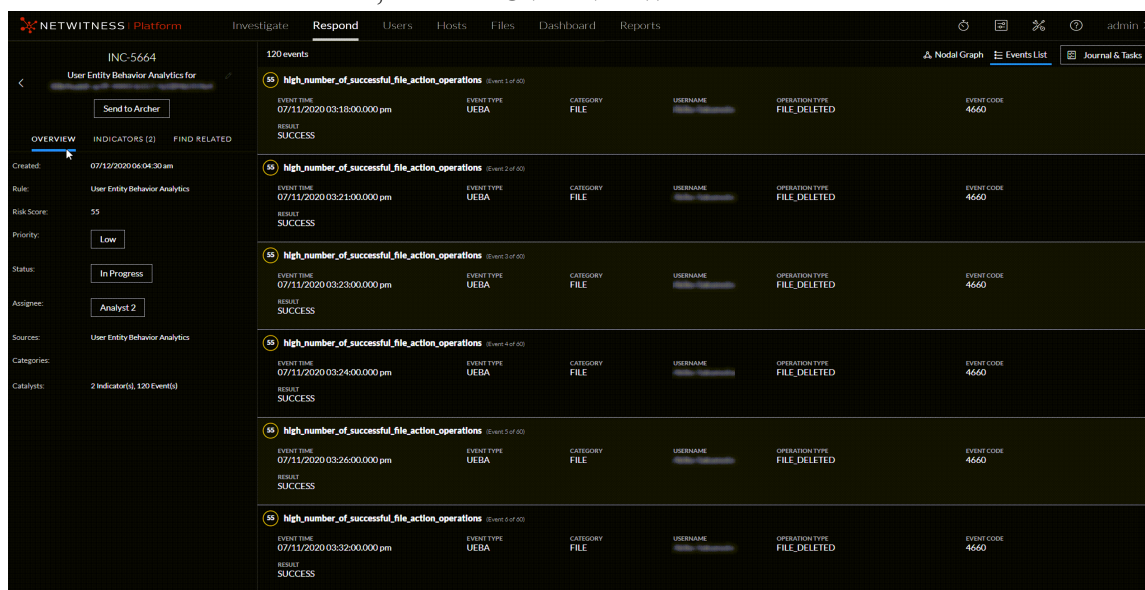 NETWITNESS Platform
Investigate Respond Users Hosts Files Dashboard Reports
admin
INC-5664
User Entity Behavior Analytics for
Send to Archer
OVERVIEW INDICATORS (2) FIND RELATED
Created: 07/12/2020 06:04:30 am
Rule: User Entity Behavior Analytics
Risk Score: 55
Priority: Low
Status: In Progress
Assignee: Analyst 2
Sources: User Entity Behavior Analytics
Categories:
Catalysts: 2 Indicator(s), 120 Event(s)
120 events
Nodal Graph Events List Journal & Tasks
55 high_number_of_successful_file_action_operations (Event 1 of 60)
EVENT TIME EVENT TYPE CATEGORY USERNAME OPERATION TYPE EVENT CODE
07/11/2020 03:18:00.000 pm UEBA FILE FILE_DELETED 4660
RESULT
SUCCESS
55 high_number_of_successful_file_action_operations (Event 2 of 60)
EVENT TIME EVENT TYPE CATEGORY USERNAME OPERATION TYPE EVENT CODE
07/11/2020 03:21:00.000 pm UEBA FILE FILE_DELETED 4660
RESULT
SUCCESS
55 high_number_of_successful_file_action_operations (Event 3 of 60)
EVENT TIME EVENT TYPE CATEGORY USERNAME OPERATION TYPE EVENT CODE
07/11/2020 03:23:00.000 pm UEBA FILE FILE_DELETED 4660
RESULT
SUCCESS
55 high_number_of_successful_file_action_operations (Event 4 of 60)
EVENT TIME EVENT TYPE CATEGORY USERNAME OPERATION TYPE EVENT CODE
07/11/2020 03:24:00.000 pm UEBA FILE FILE_DELETED 4660
RESULT
SUCCESS
55 high_number_of_successful_file_action_operations (Event 5 of 60)
EVENT TIME EVENT TYPE CATEGORY USERNAME OPERATION TYPE EVENT CODE
07/11/2020 03:26:00.000 pm UEBA FILE FILE_DELETED 4660
RESULT
SUCCESS
55 high_number_of_successful_file_action_operations (Event 6 of 60)
EVENT TIME EVENT TYPE CATEGORY USERNAME OPERATION TYPE EVENT CODE
07/11/2020 03:32:00.000 pm UEBA FILE FILE_DELETED 4660
RESULT
SUCCESS